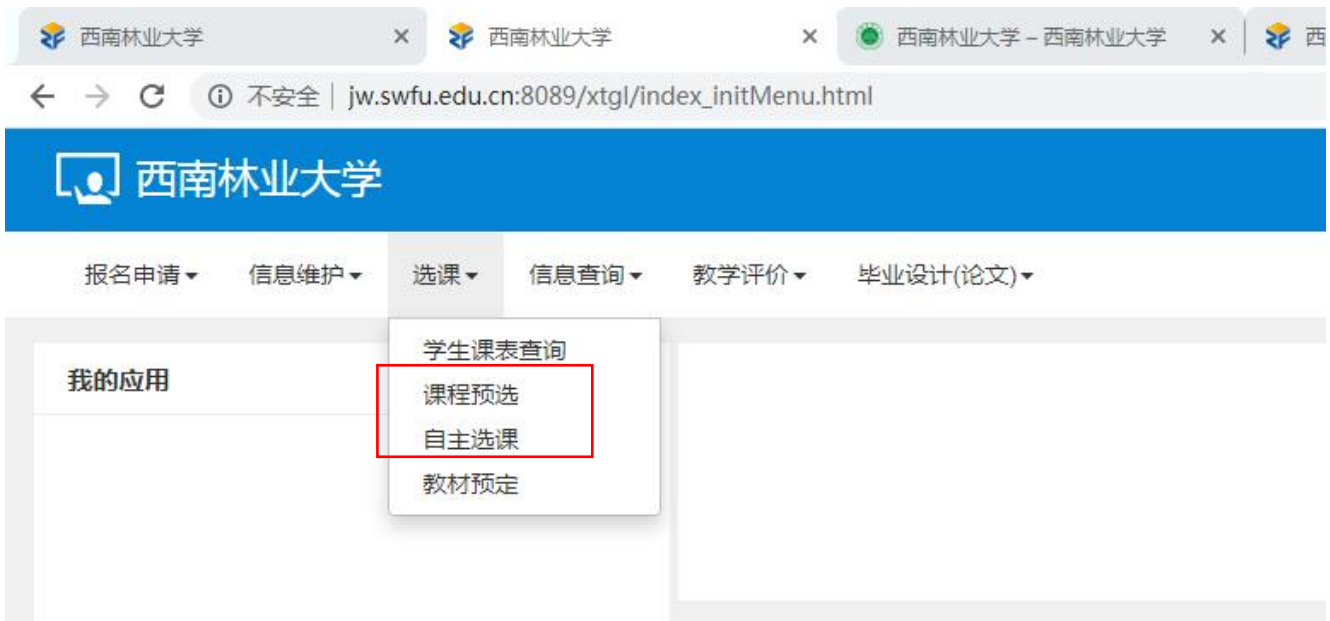 西南林业大学
西南林业大学
西南林业大学 – 西南林业大学
西
不安全 | jw.swfu.edu.cn:8089/xtgl/index_initMenu.html
西南林业大学
报名申请 信息维护 选课 信息查询 教学评价 毕业设计(论文)
我的应用
学生课表查询
课程预选
自主选课
教材预定